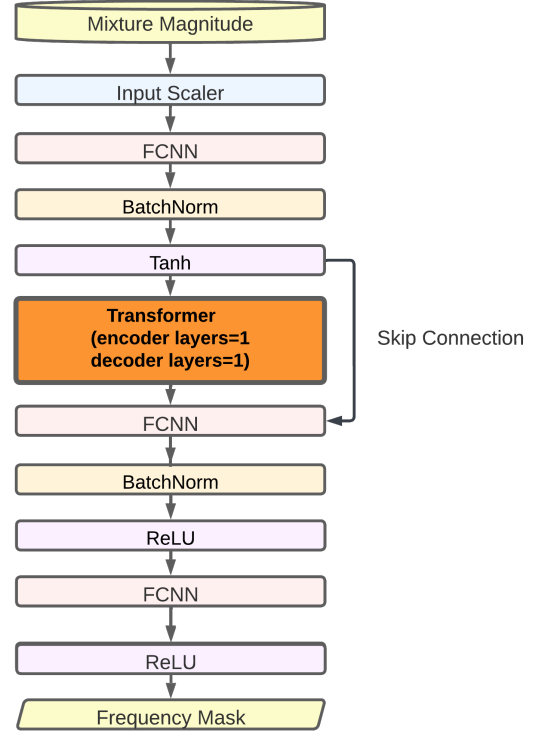 Mixture Magnitude
Input Scaler
FCNN
BatchNorm
Tanh
Transformer
(encoder layers=1
decoder layers=1)
Skip Connection
FCNN
BatchNorm
ReLU
FCNN
ReLU
Frequency Mask